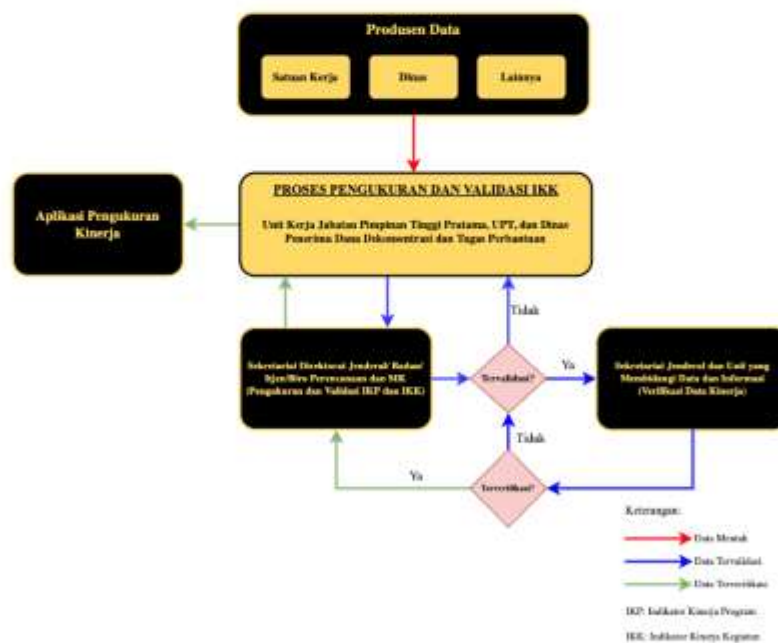 Produsen Data
Satuan Kerja
Dinas
Lainnya
PROSES PENGUKURAN DAN VALIDASI IKK
Unit Kerja Jabatan Pimpinan Tinggi Pratama, UPT, dan Dinas
Penerima Dana Dekonsentrasi dan Tugas Perbantuan
Aplikasi Pengukuran
Kinerja
Tidak
Sekretariat Direktorat Jenderal/ Badan/
Itjen/Biro Perencanaan dan
(Pengukuran dan Validasi IKP dan IKK)
Tervalidasi?
Ya
Sekretariat Jenderal dan Unit yang
Membidangi Data dan Informasi
(Verifikasi Data Kinerja)
Tidak
Ya
Terverifikasi?
Keterangan:
Data Mentah
Data Tervalidasi
Data Terverifikasi
IKP: Indikator Kinerja Program
IKK: Indikator Kinerja Kegiatan